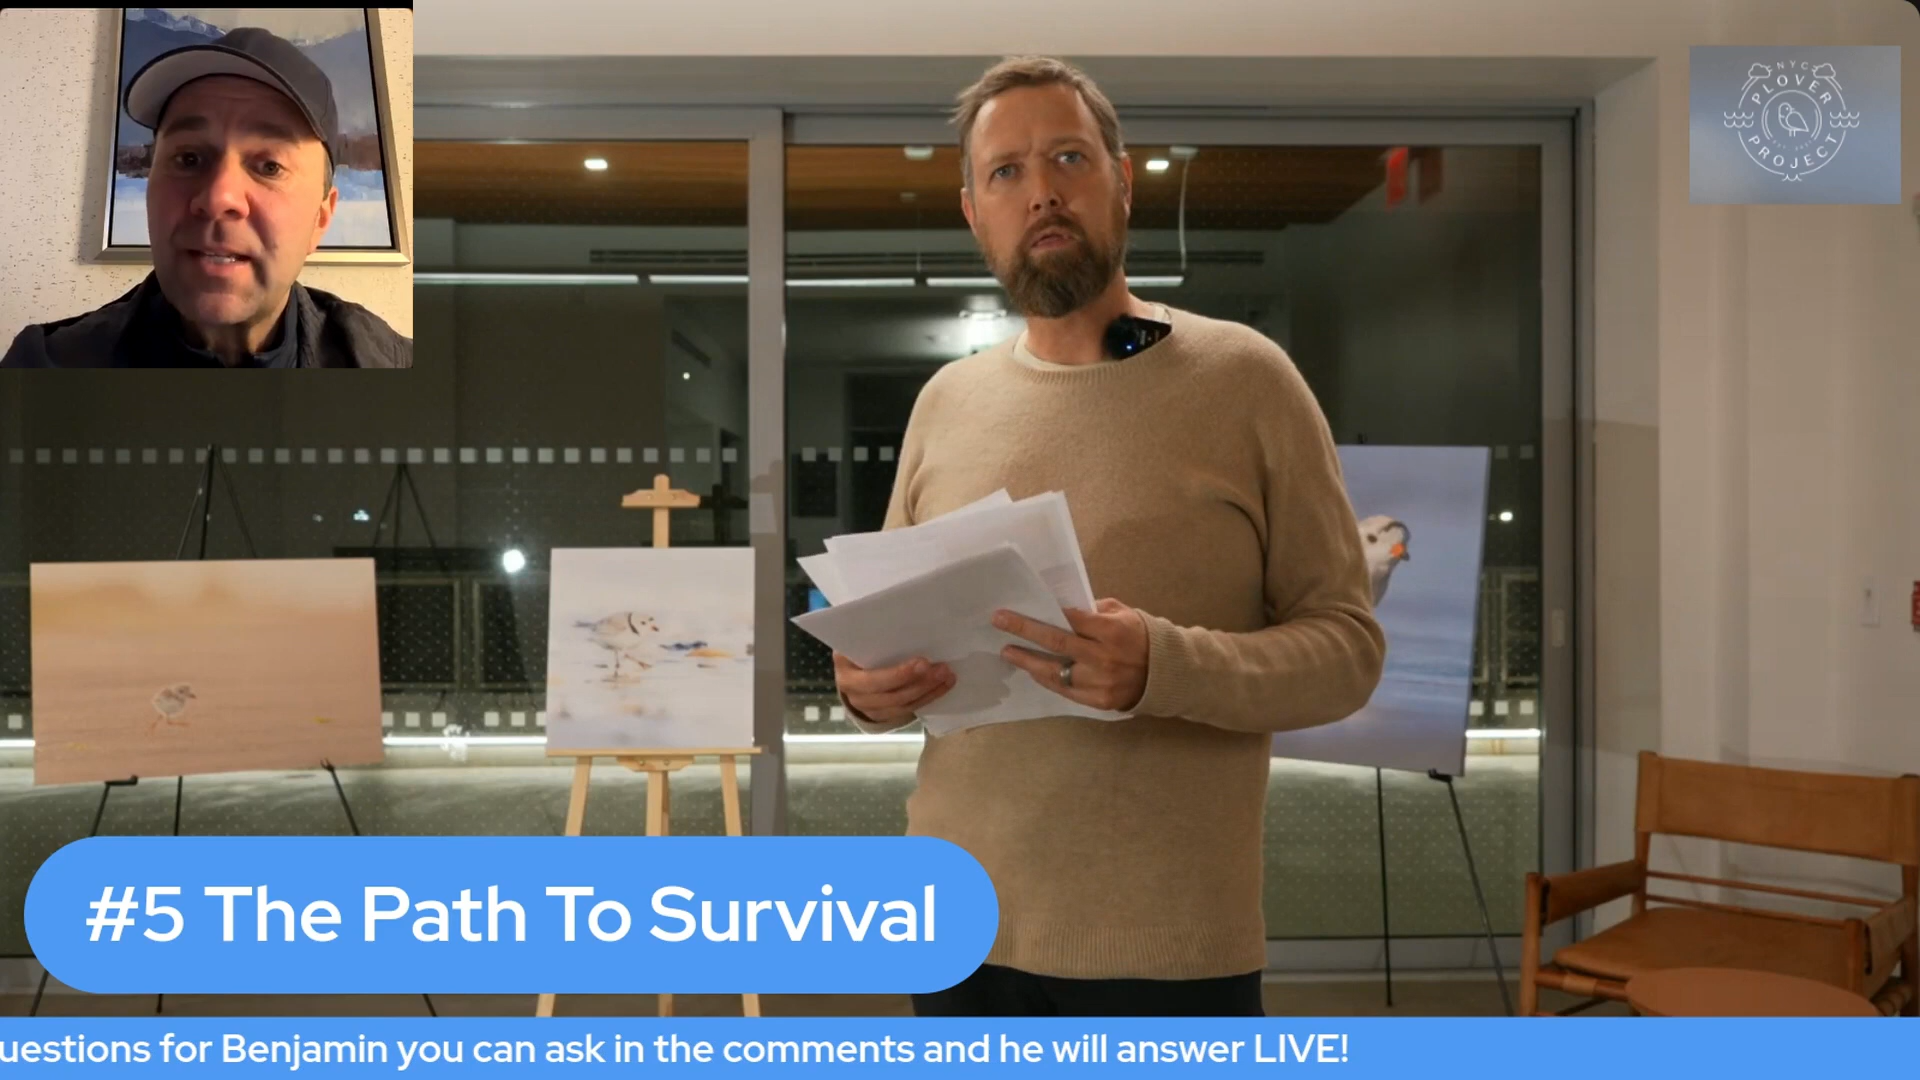 NYC
PLOVER
PROJECT
#5 The Path To Survival
uestions for Benjamin you can ask in the comments and he will answer LIVE!